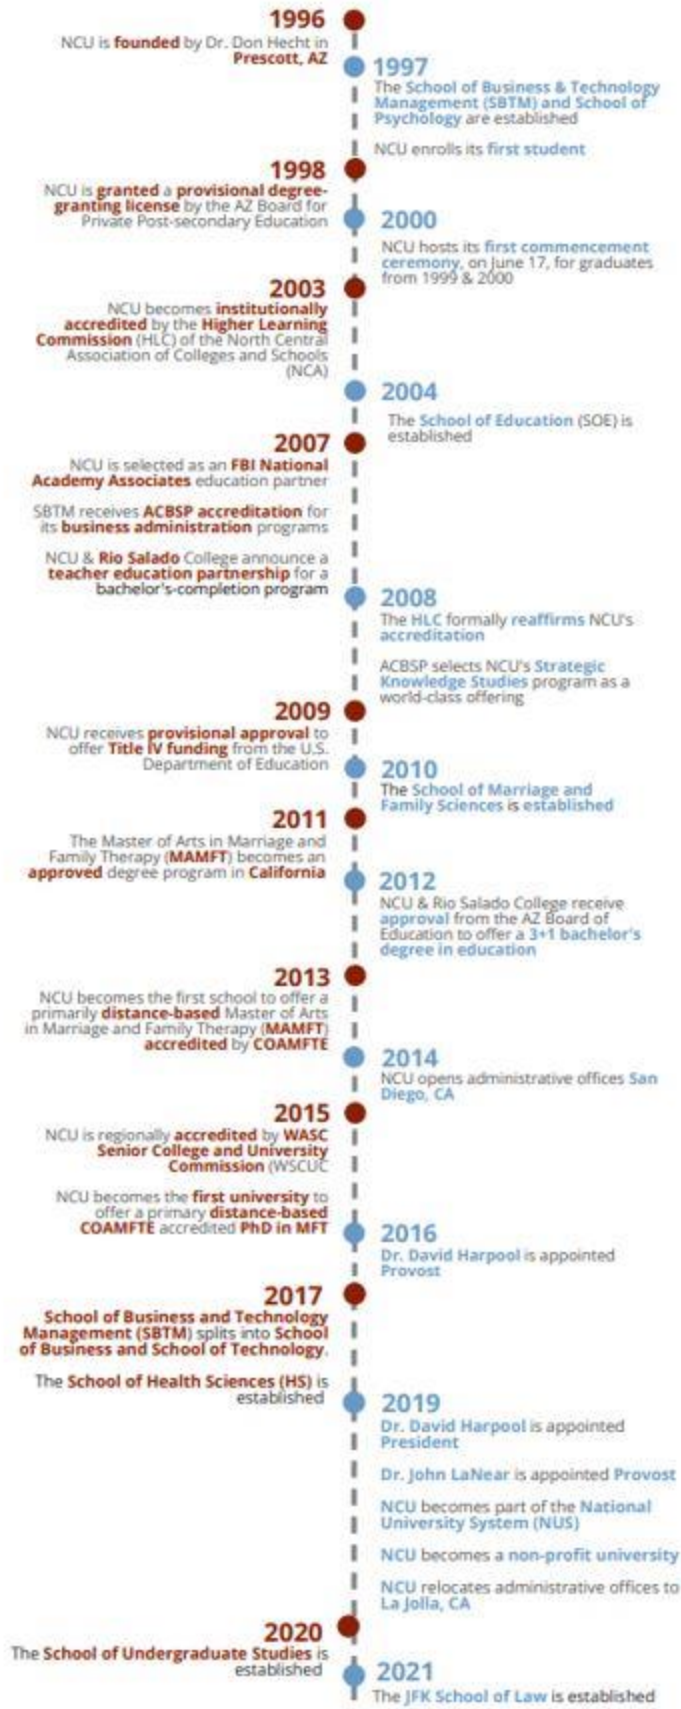 1996
NCU is founded by Dr. Don Hecht in
Prescott, AZ
1997
The School of Business & Technology
Management (SBTM) and School of
Psychology are established
NCU enrolls its first student
1998
NCU is granted a provisional degree-
granting license by the AZ Board for
Private Post-secondary Education
2000
NCU hosts its first commencement
ceremony, on June 17, for graduates
from 1999 & 2000
2003
NCU becomes institutionally
accredited by the Higher Learning
Commission (HLC) of the North Central
Association of Colleges and Schools
(NCA)
2004
The School of Education (SOE) is
established
2007
NCU is selected as an FBI National
Academy Associates education partner
SBTM receives ACBSP accreditation for
its business administration programs
NCU & Rio Salado College announce a
teacher education partnership for a
bachelor's-completion program
2008
The HLC formally reaffirms NCU's
accreditation
ACBSP selects NCU's Strategic
Knowledge Studies program as a
world-class offering
2009
NCU receives provisional approval to
offer Title IV funding from the U.S.
Department of Education
2010
The School of Marriage and
Family Sciences is established
2011
The Master of Arts in Marriage and
Family Therapy (MAMFT) becomes an
approved degree program in California
2012
NCU & Rio Salado College receive
approval from the AZ Board of
Education to offer a 3+1 bachelor's
degree in education
2013
NCU becomes the first school to offer a
primarily distance-based Master of Arts
in Marriage and Family Therapy (MAMFT)
accredited by COAMFTE
2014
NCU opens administrative offices San
Diego, CA
2015
NCU is regionally accredited by WASC
Senior College and University
Commission (WSCUC
NCU becomes the first university to
offer a primary distance-based
COAMFTE accredited PhD in MFT
2016
Dr. David Harpool is appointed
Provost
2017
School of Business and Technology
Management (SBTM) splits into School
of Business and School of Technology.
The School of Health Sciences (HS) is
established
2019
Dr. David Harpool is appointed
President
Dr. John LaNear is appointed Provost
NCU becomes part of the National
University System (NUS)
NCU becomes a non-profit university
NCU relocates administrative offices to
La Jolla, CA
2020
The School of Undergraduate Studies is
established
2021
The JFK School of Law is established